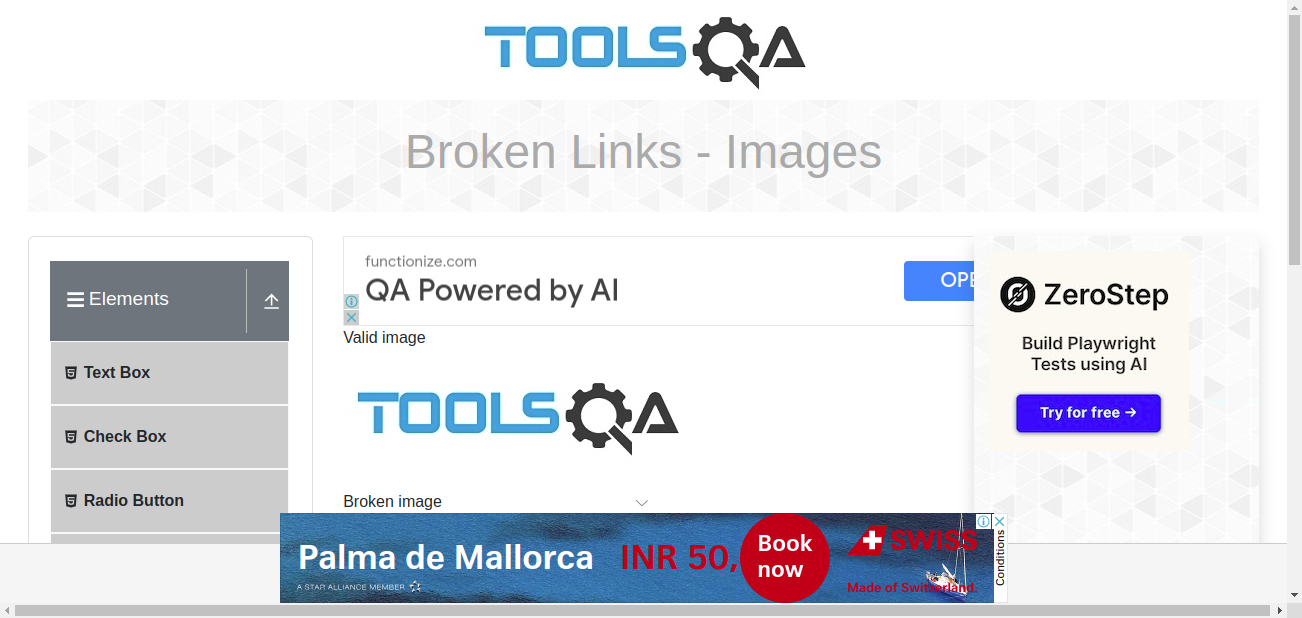 TOOLSQA
Broken Links - Images
Elements
Text Box
Check Box
Radio Button
functionize.com
QA Powered by AI
OPE
Valid image
TOOLSQA
Broken image
ZeroStep
Build Playwright
Tests using AI
Try for free →
Palma de Mallorca
A STAR ALLIANCE MEMBER
INR 50,
Book
now
SWISS
Made of Switzerland.
Conditions